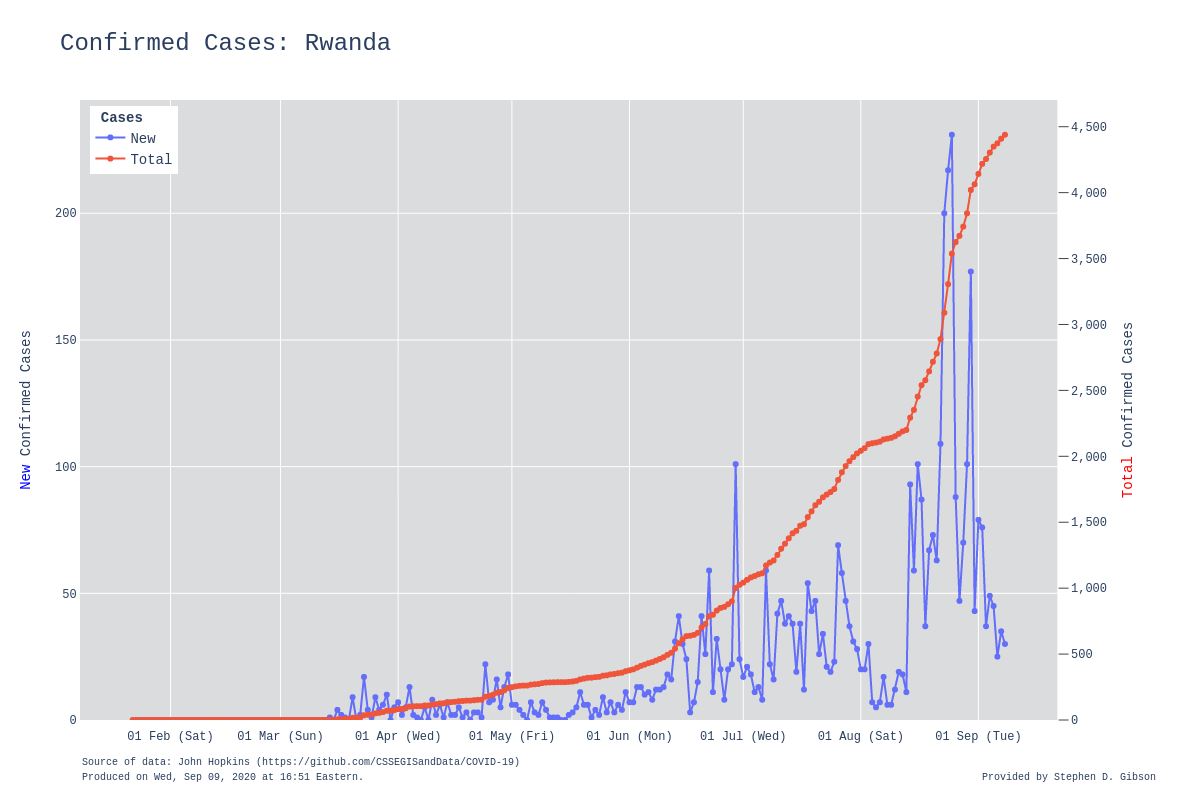 Confirmed Cases: Rwanda
Cases
New
Total
200
150
100
50
0
4,500
4,000
3,500
3,000
2,500
2,000
1,500
1,000
500
0
New Confirmed Cases
Total Confirmed Cases
01 Feb (Sat) 01 Mar (Sun) 01 Apr (Wed) 01 May (Fri) 01 Jun (Mon) 01 Jul (Wed) 01 Aug (Sat) 01 Sep (Tue)
Source of data: John Hopkins (https://github.com/CSSEGISandData/COVID-19)
Produced on Wed, Sep 09, 2020 at 16:51 Eastern.
Provided by Stephen D. Gibson